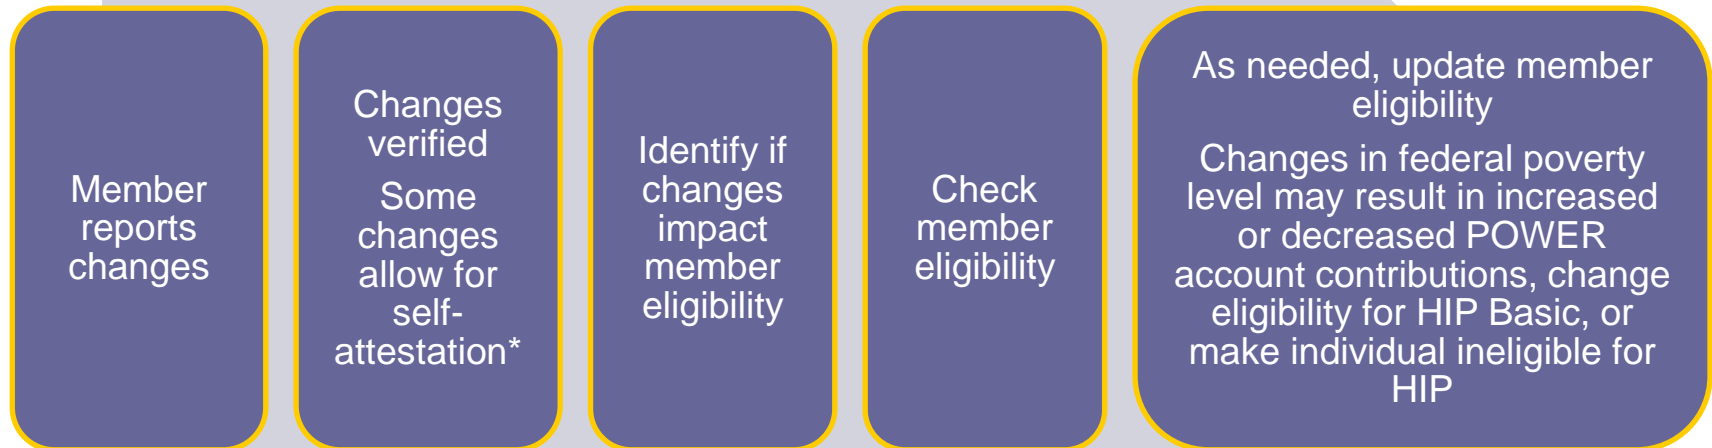 Member
reports
changes
Changes
verified
Some
changes
allow for
self-
attestation*
Identify if
changes
impact
member
eligibility
Check
member
eligibility
As needed, update member
eligibility
Changes in federal poverty
level may result in increased
or decreased POWER
account contributions, change
eligibility for HIP Basic, or
make individual ineligible for
HIP